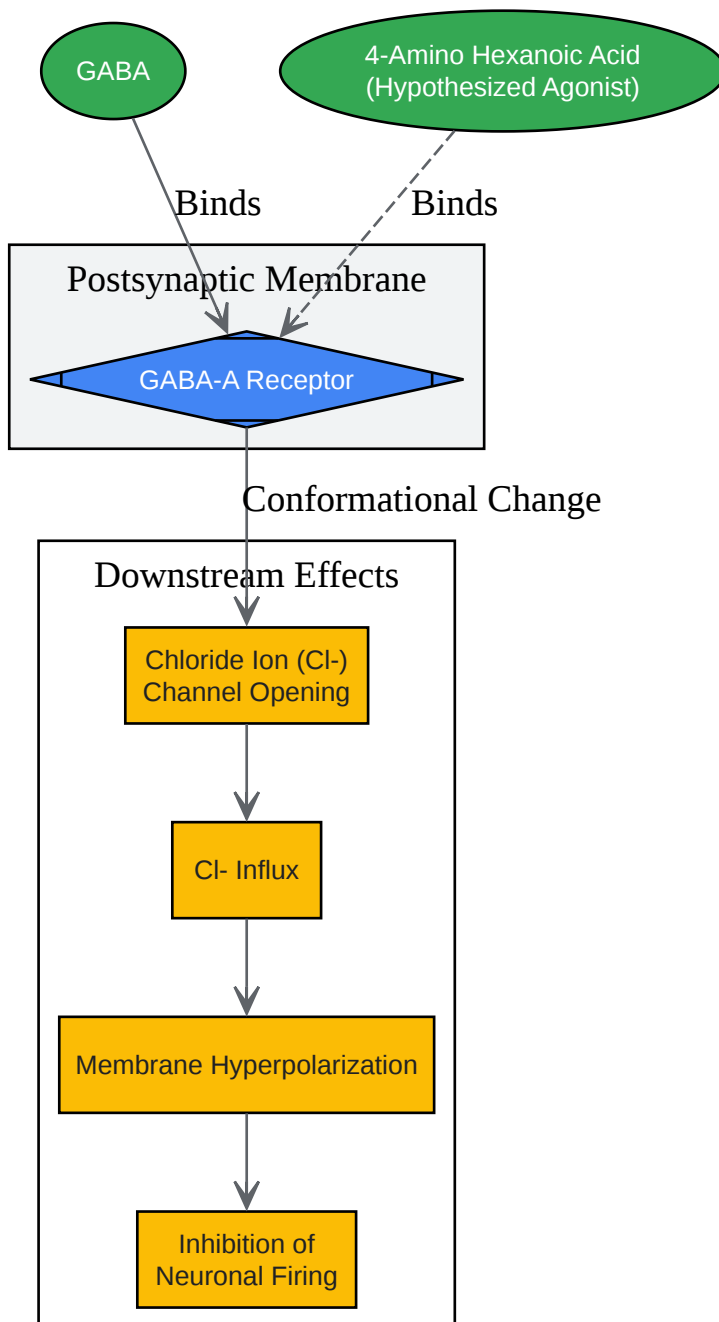 GABA
4-Amino Hexanoic Acid
(Hypothesized Agonist)
Binds
Binds
Postsynaptic Membrane
GABA-A Receptor
Conformational Change
Downstream Effects
Chloride Ion (Cl-)
Channel Opening
Cl- Influx
Membrane Hyperpolarization
Inhibition of
Neuronal Firing